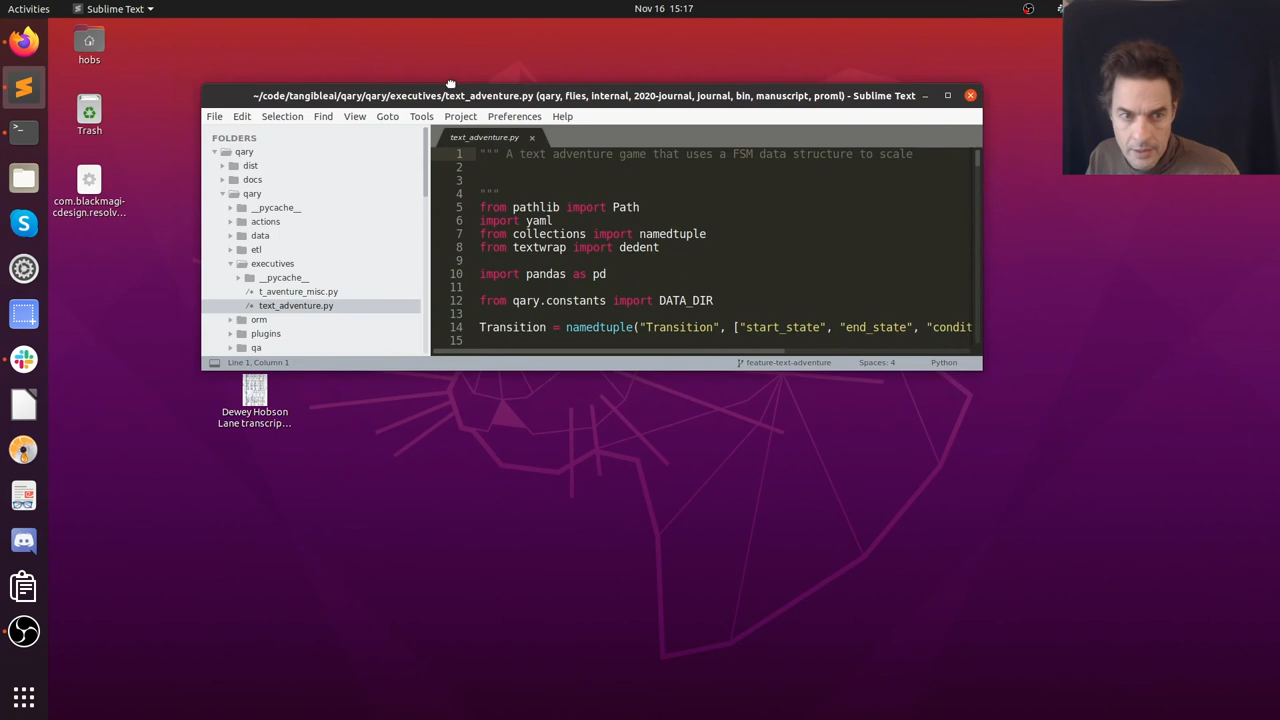 Activities
Sublime Text
Nov 16 15:17
hobs
Trash
com.blackmagi-
cdesign.resolv...
~/code/tangibleai/qary/qary/executives/text_adventure.py (qary, flies, internal, 2020-journal, journal, bin, manuscript, proml) - Sublime Text
File Edit Selection Find View Goto Tools Project Preferences Help
FOLDERS
qary
dist
docs
qary
__pycache__
actions
data
etl
executives
__pycache__
/* t_aventure_misc.py
/* text_adventure.py
orm
plugins
qa
text_adventure.py ×
1 """ A text adventure game that uses a FSM data structure to scale
2
3
4 """
5 from pathlib import Path
6 import yaml
7 from collections import namedtuple
8 from textwrap import dedent
9
10 import pandas as pd
11
12 from qary.constants import DATA_DIR
13
14 Transition = namedtuple("Transition", ["start_state", "end_state", "condit
15
Line 1, Column 1
feature-text-adventure
Spaces: 4
Python
Dewey Hobson
Lane transcrip...